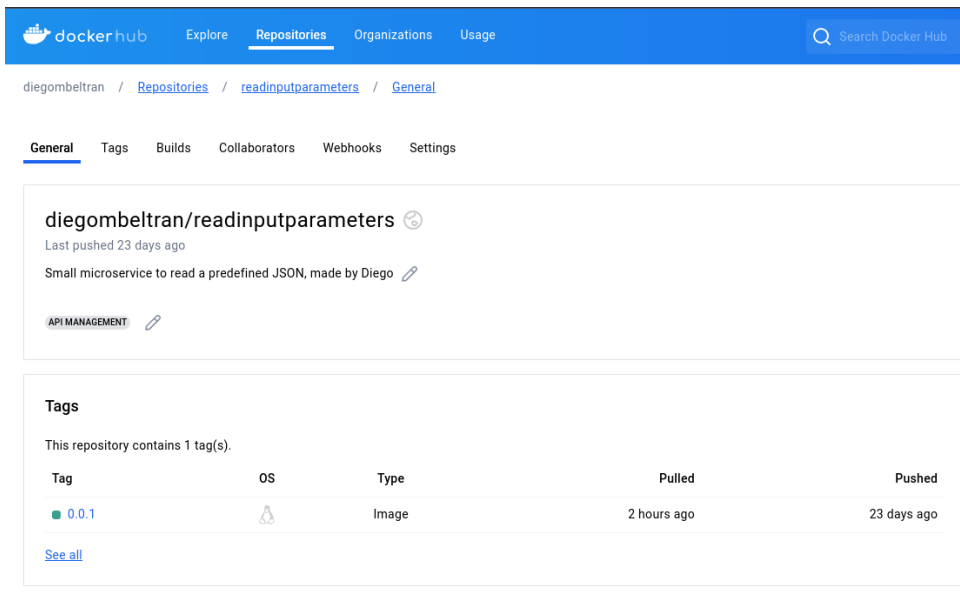 dockerhub Explore Repositories Organizations Usage Search Docker Hub
diegombeltran / Repositories / readinputparameters / General
General Tags Builds Collaborators Webhooks Settings
diegombeltran/readinputparameters
Last pushed 23 days ago
Small microservice to read a predefined JSON, made by Diego
API MANAGEMENT
Tags
This repository contains 1 tag(s).
Tag OS Type Pulled Pushed
0.0.1 Image 2 hours ago 23 days ago
See all